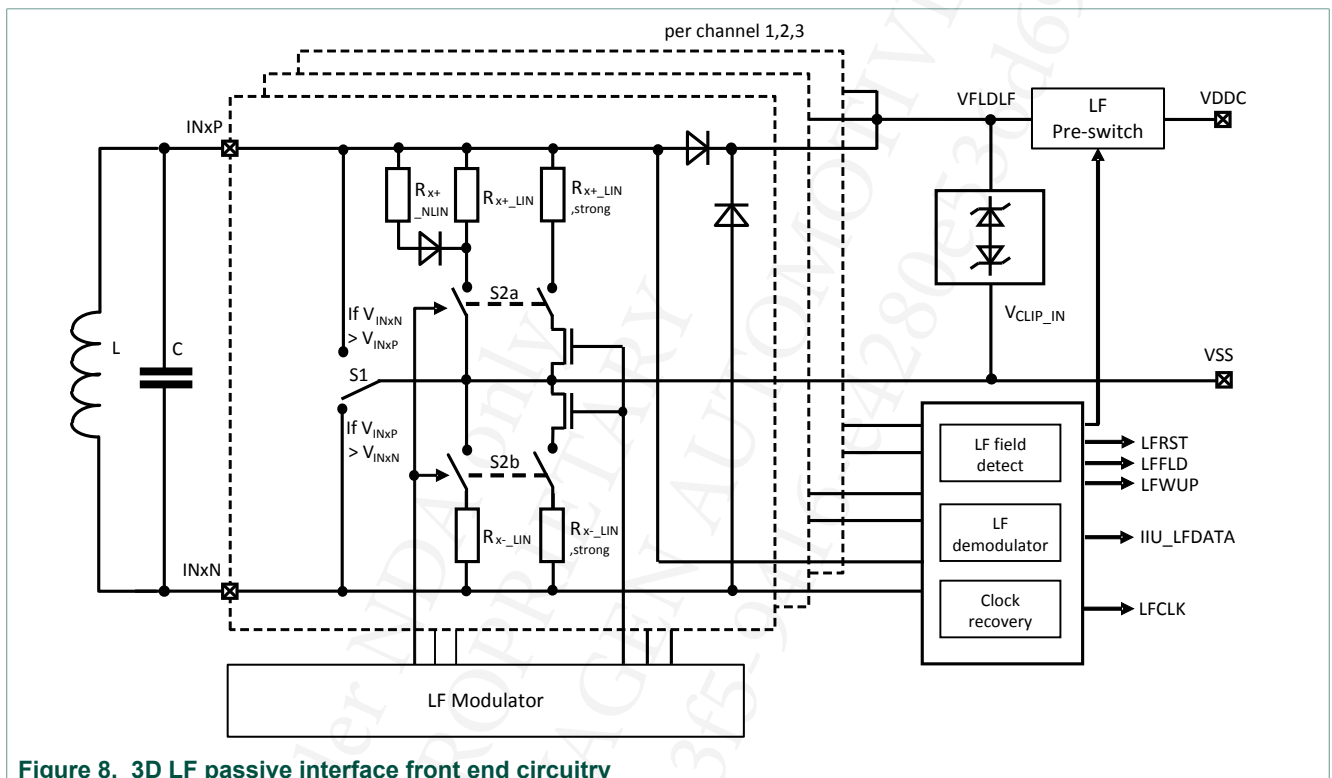 per channel 1,2,3
INxP
VFLDLF
LF
Pre-switch
VDDC
Rx+
_NLIN
Rx+_LIN
Rx+_LIN
,strong
If VINxN
> VINxP
S2a
L
C
S1
VCLIP_IN
VSS
If VINxP
> VINxN
S2b
Rx-_LIN
Rx-_LIN
,strong
INxN
LF field
detect
LF
demodulator
Clock
recovery
LFRST
LFFLD
LFWUP
IIU_LFDATA
LFCLK
LF Modulator
Figure 8. 3D LF passive interface front end circuitry